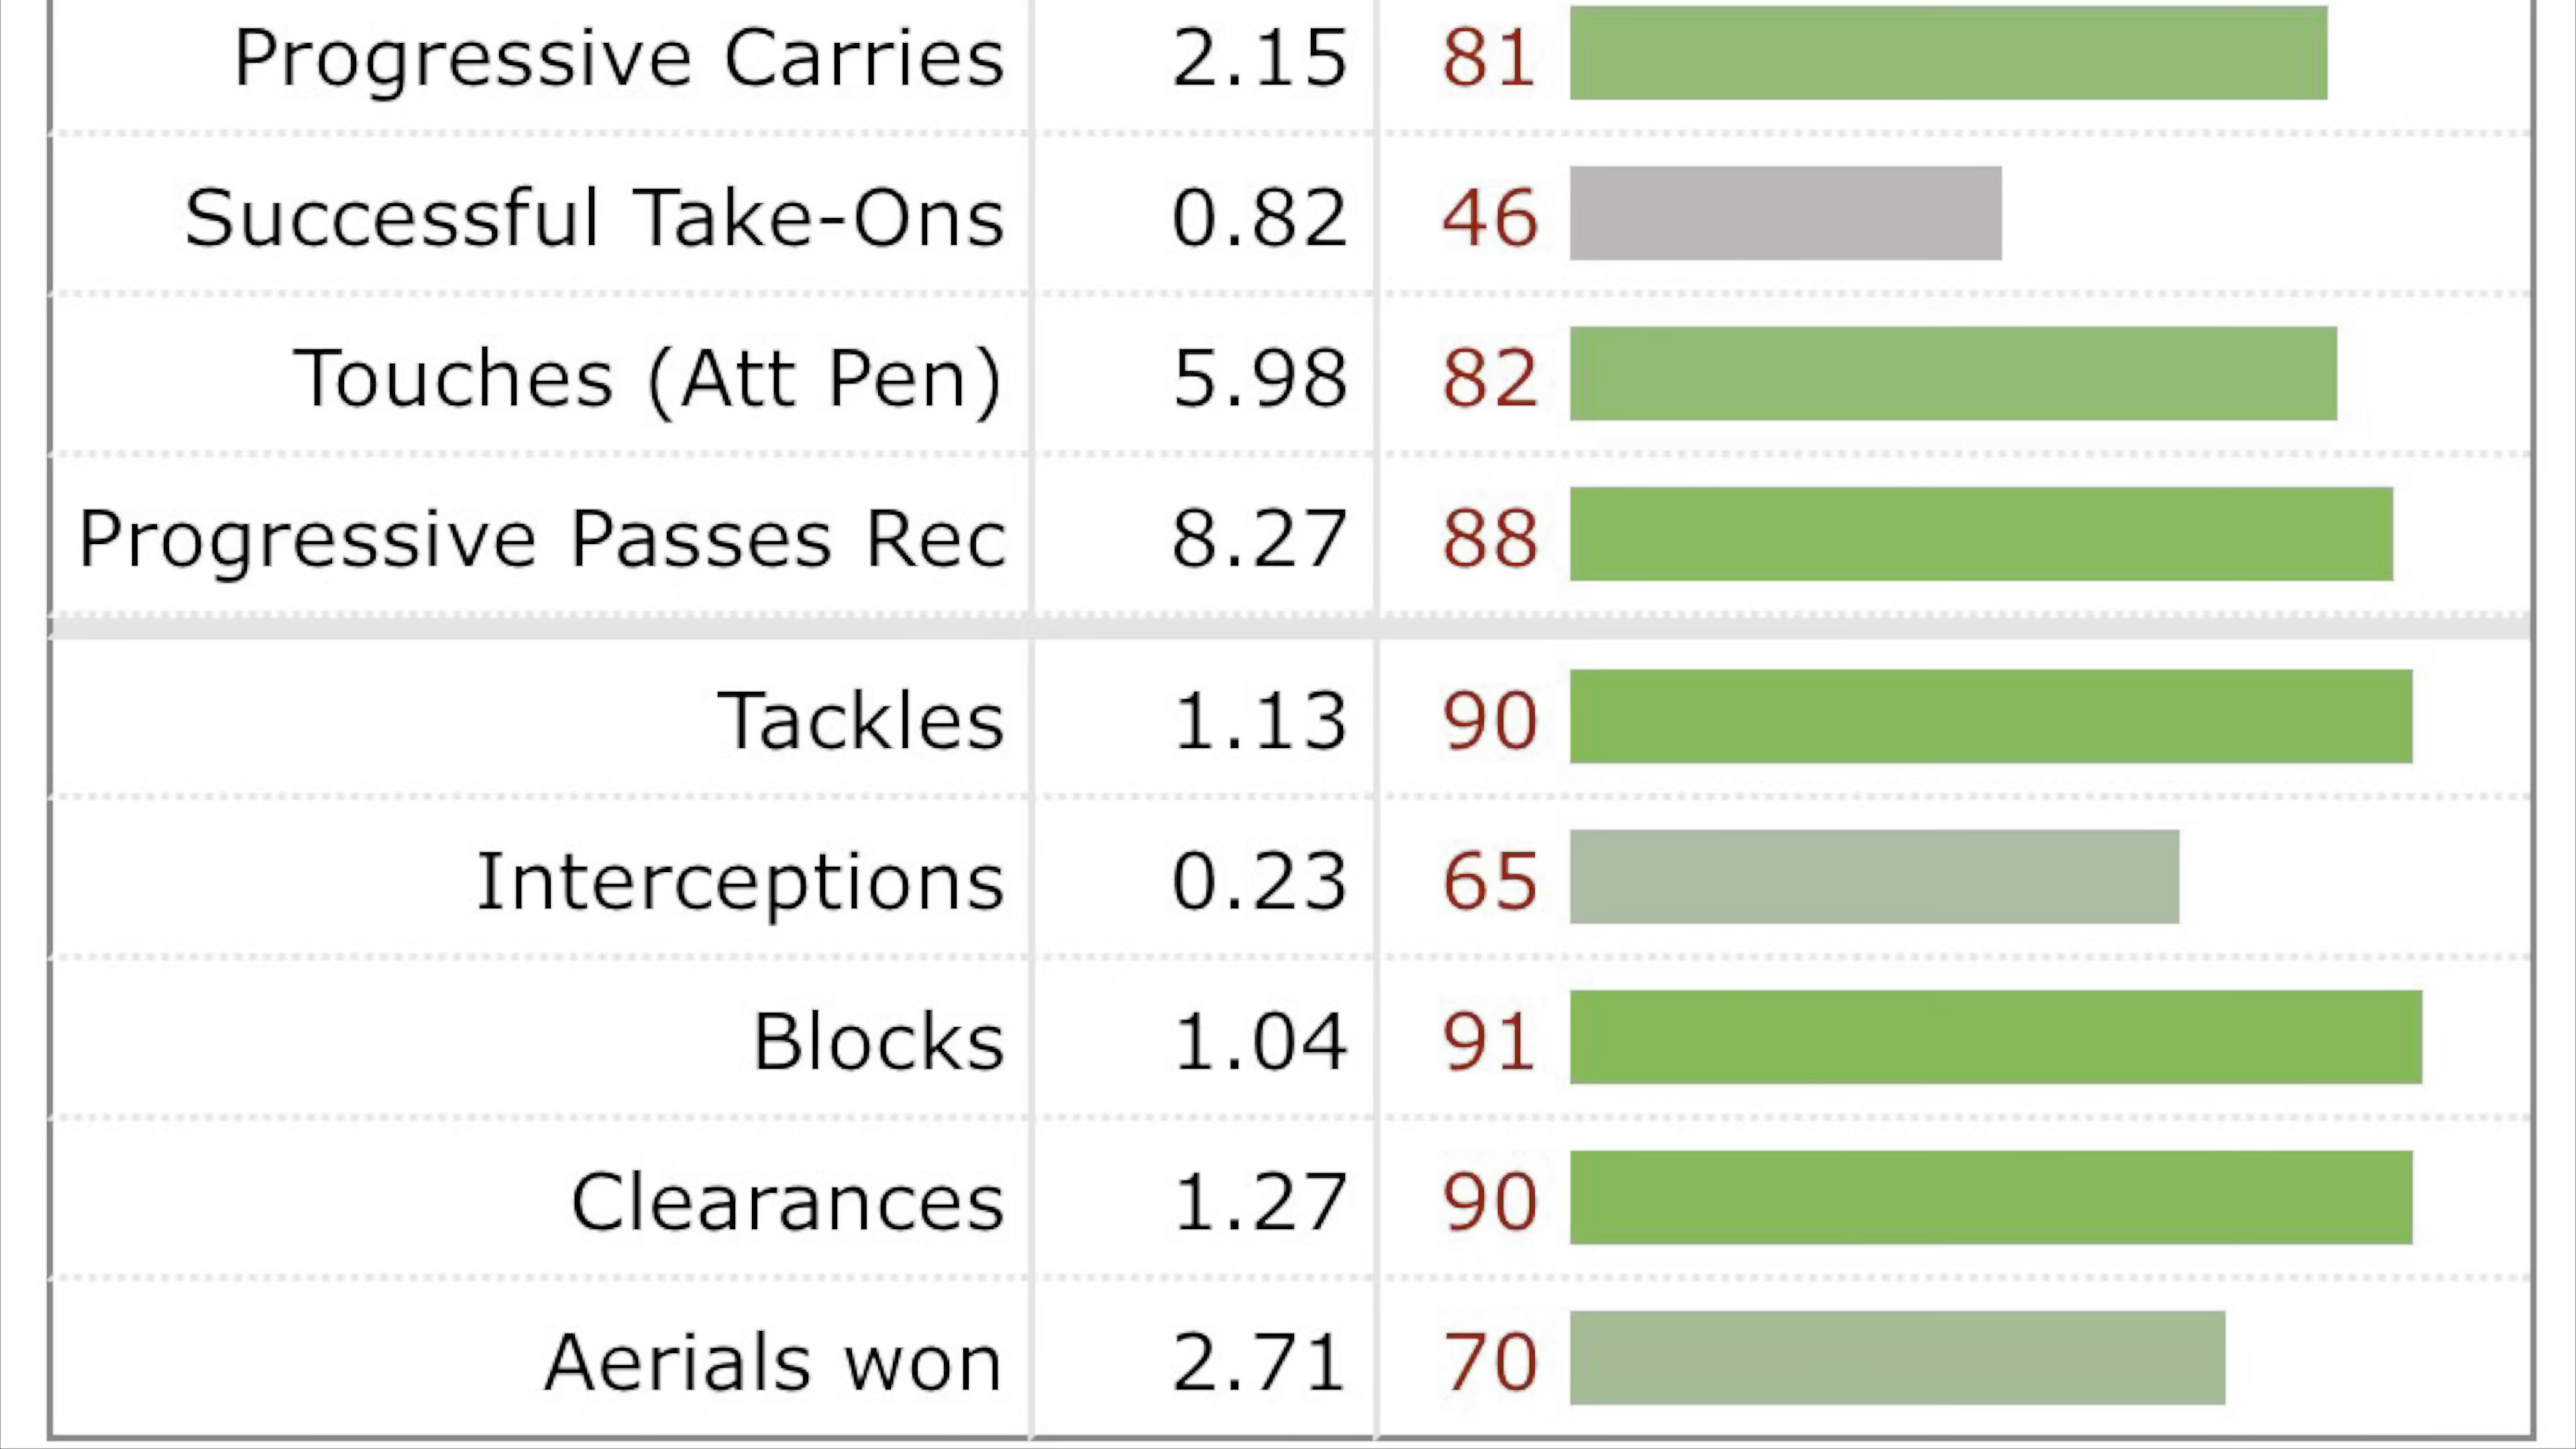 Progressive Carries 2.15 81
Successful Take-Ons 0.82 46
Touches (Att Pen) 5.98 82
Progressive Passes Rec 8.27 88
Tackles 1.13 90
Interceptions 0.23 65
Blocks 1.04 91
Clearances 1.27 90
Aerials won 2.71 70